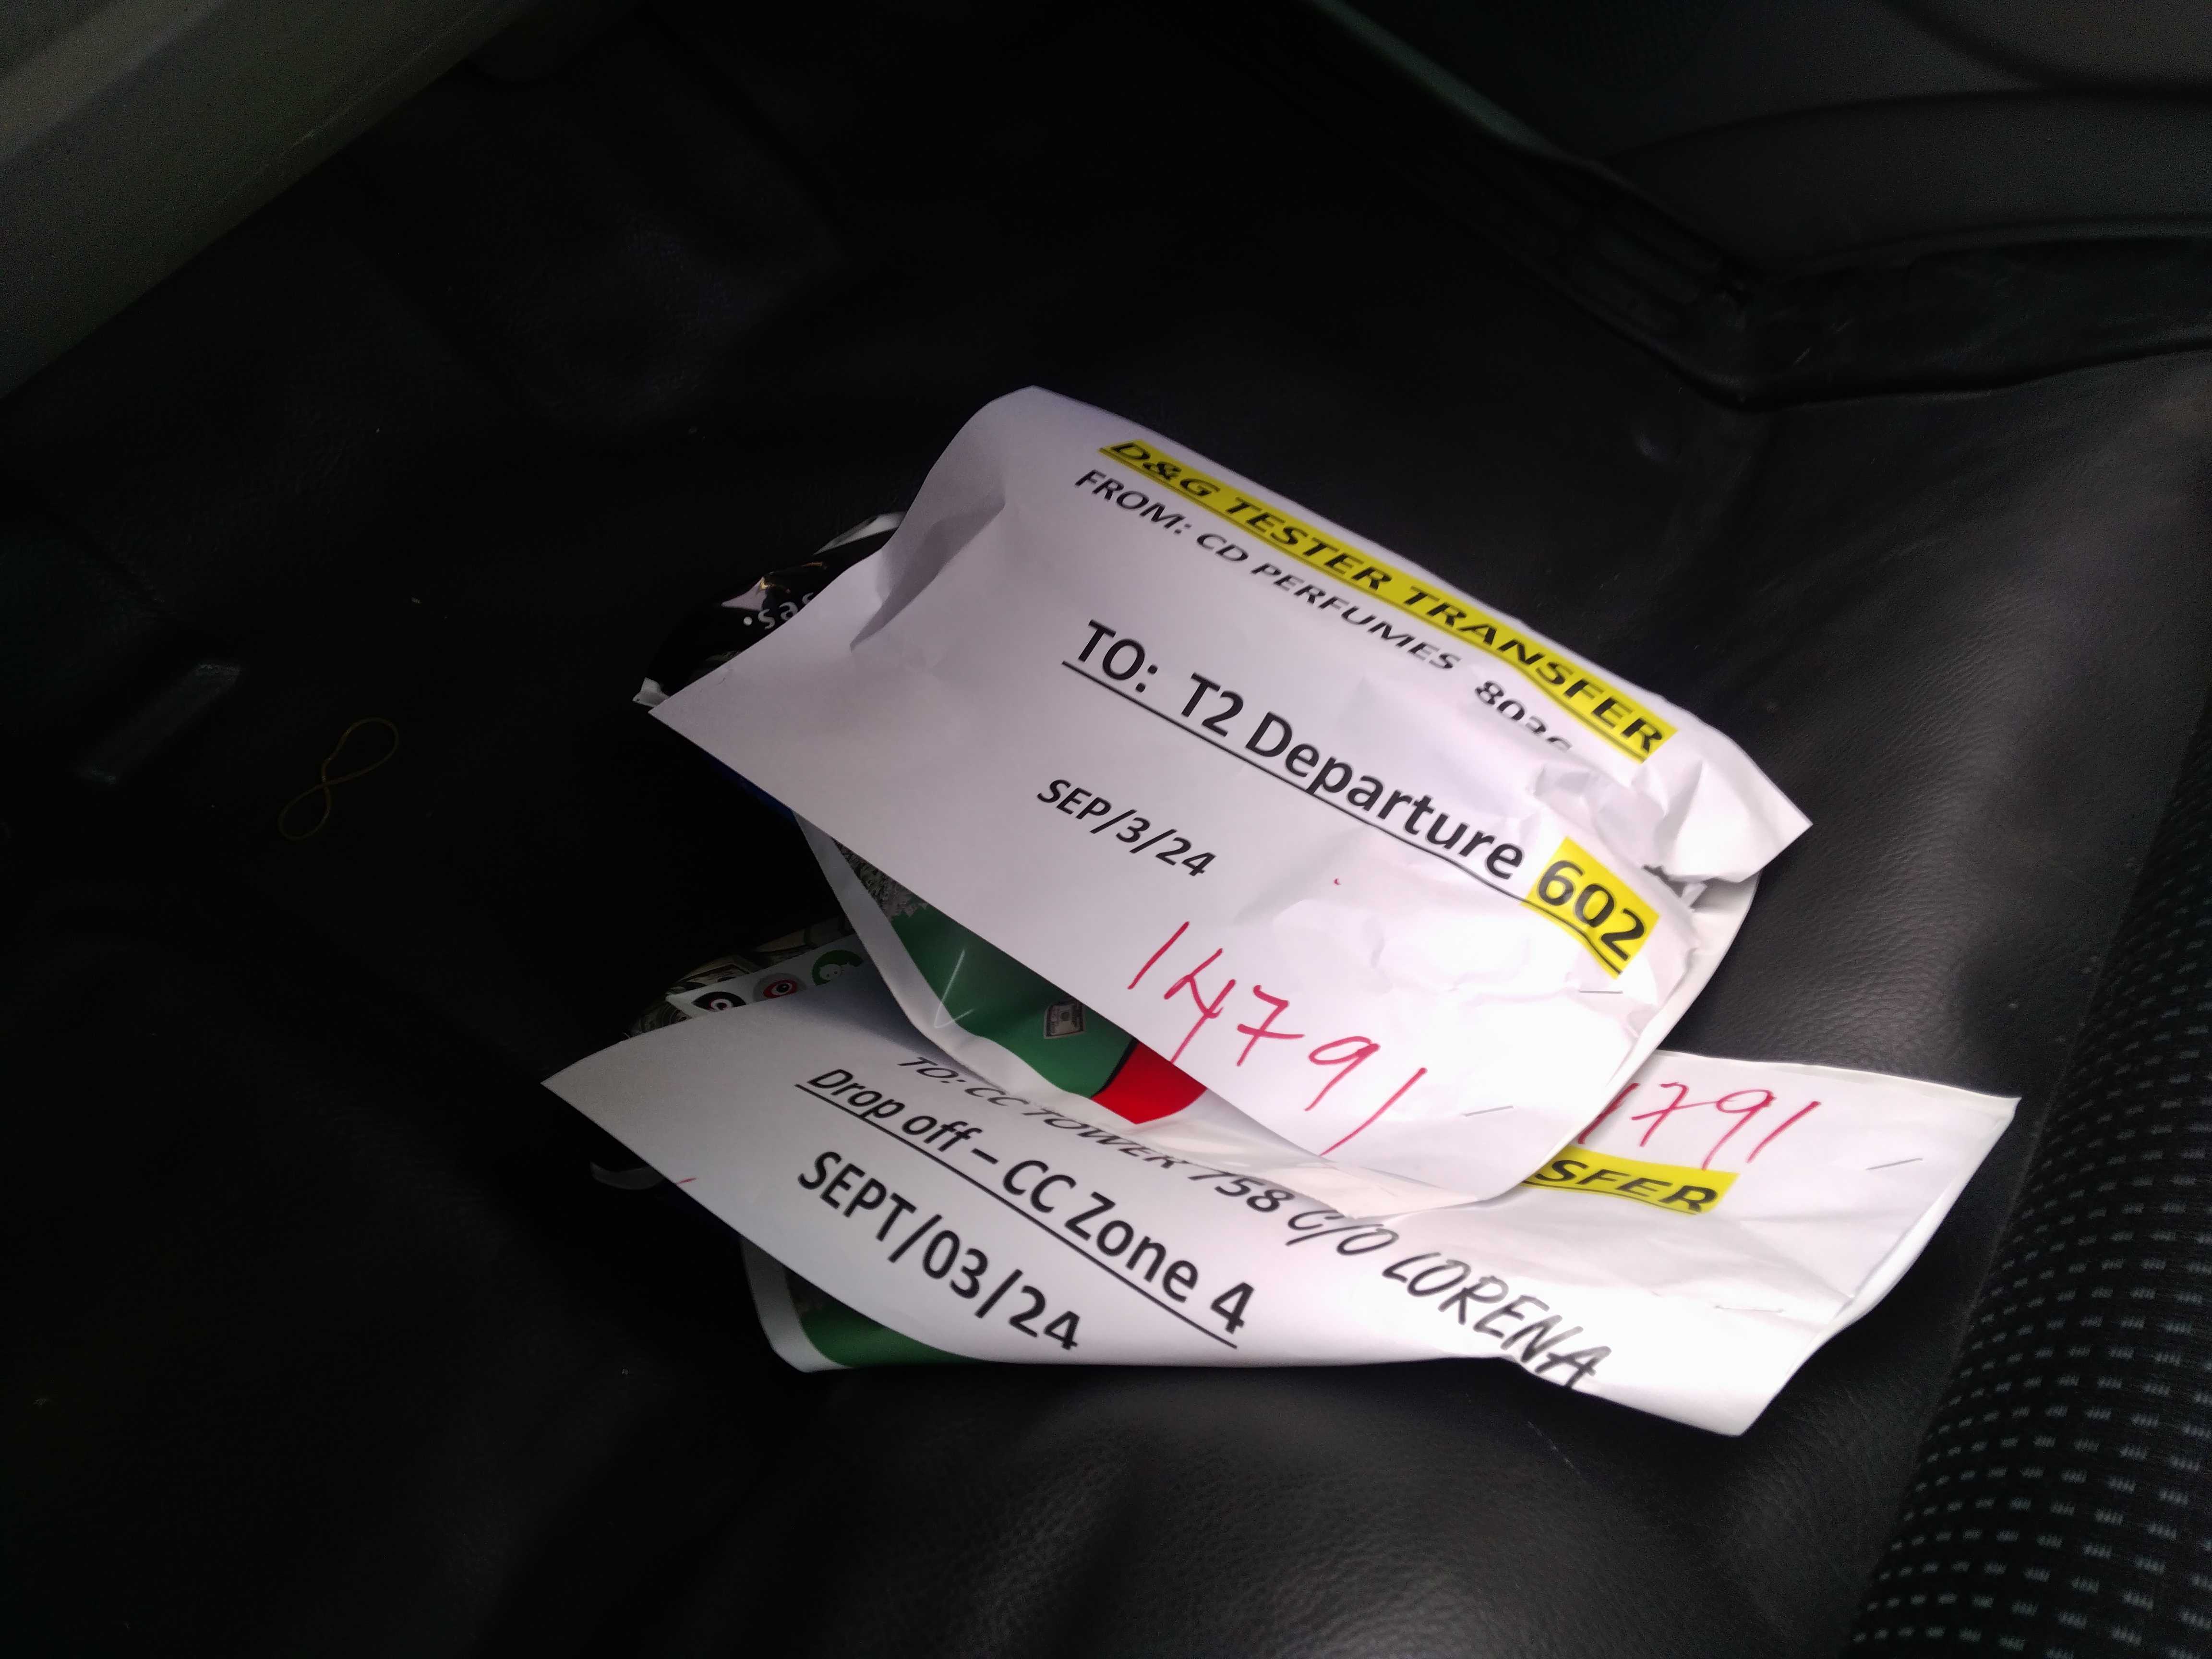 D&G TESTER TRANSFER
FROM: CD PERFUMES
TO: T2 Departure 602
SEP/3/24
14791
791
SFER
TO: CC TOWER 758 C/O LORENA
Drop off – CC Zone 4
SEPT/03/24